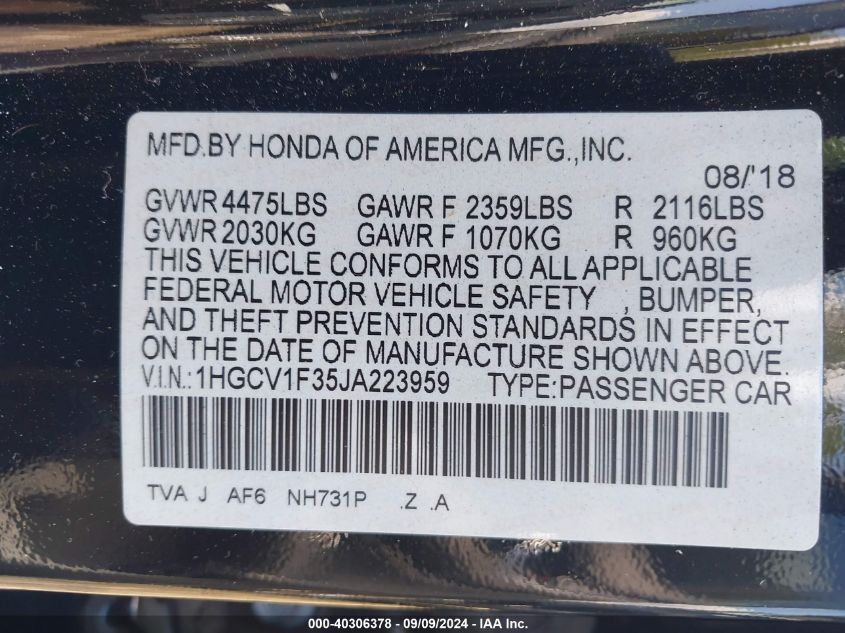 MFD.BY HONDA OF AMERICA MFG.,INC.
08/'18
GVWR 4475LBS GAWR F 2359LBS R 2116LBS
GVWR 2030KG GAWR F 1070KG R 960KG
THIS VEHICLE CONFORMS TO ALL APPLICABLE
FEDERAL MOTOR VEHICLE SAFETY , BUMPER,
AND THEFT PREVENTION STANDARDS IN EFFECT
ON THE DATE OF MANUFACTURE SHOWN ABOVE.
V.I.N.:1HGCV1F35JA223959 TYPE:PASSENGER CAR
TVA J AF6 NH731P .Z .A
000-40306378 - 09/09/2024 - IAA Inc.